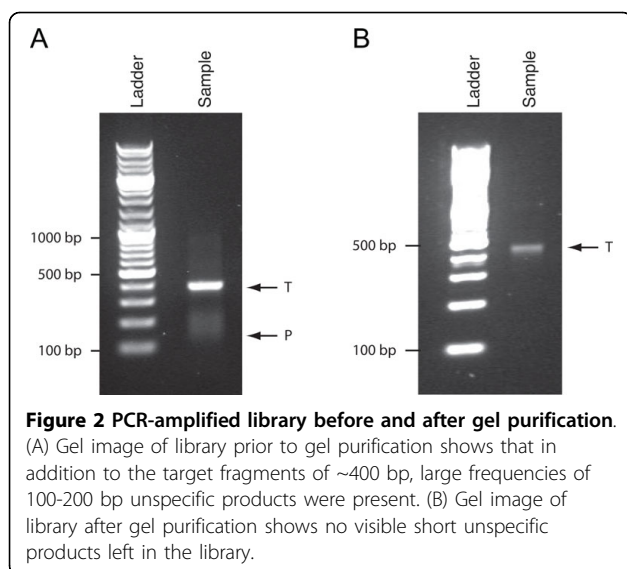 A
B
Ladder
Sample
Ladder
Sample
1000 bp
500 bp
100 bp
T
P
500 bp
100 bp
T
Figure 2 PCR-amplified library before and after gel purification.
(A) Gel image of library prior to gel purification shows that in
addition to the target fragments of ~400 bp, large frequencies of
100-200 bp unspecific products were present. (B) Gel image of
library after gel purification shows no visible short unspecific
products left in the library.